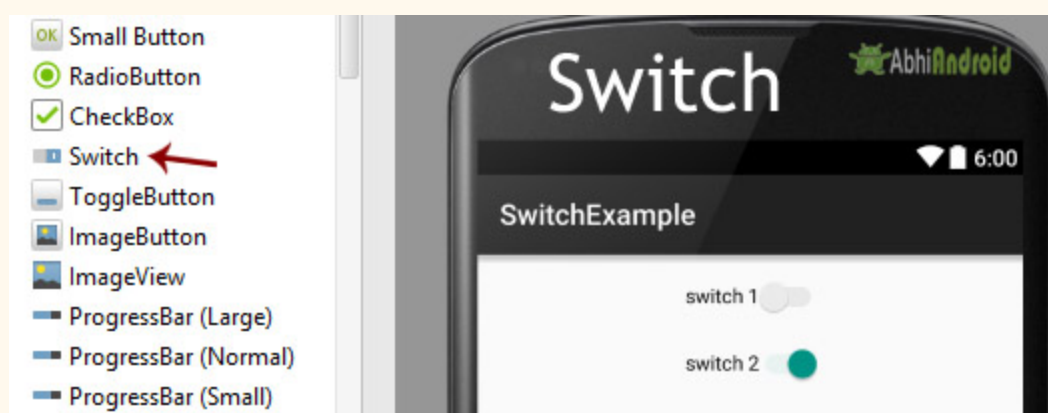 OK Small Button
RadioButton
CheckBox
Switch
ToggleButton
ImageButton
ImageView
ProgressBar (Large)
ProgressBar (Normal)
ProgressBar (Small)
Switch
AbhiAndroid
6:00
SwitchExample
switch 1
switch 2